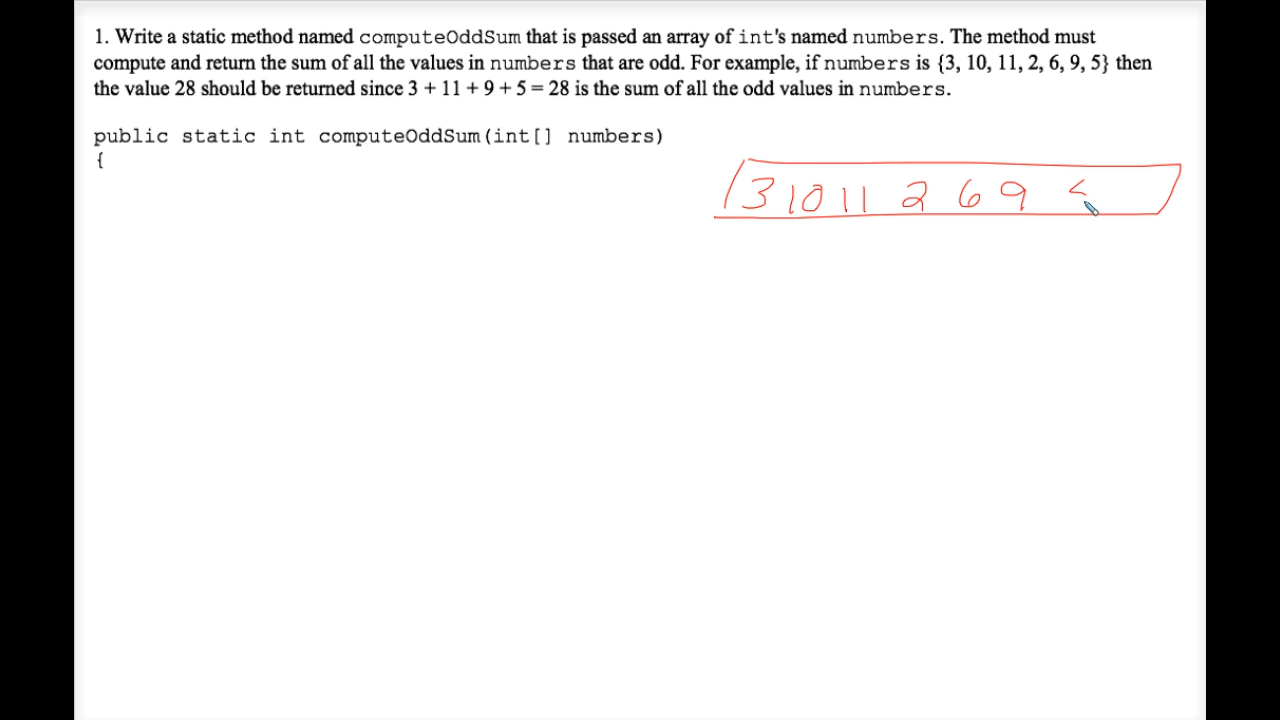 1. Write a static method named computeOddSum that is passed an array of int's named numbers. The method must
compute and return the sum of all the values in numbers that are odd. For example, if numbers is {3, 10, 11, 2, 6, 9, 5} then
the value 28 should be returned since 3 + 11 + 9 + 5 = 28 is the sum of all the odd values in numbers.
public static int computeOddSum(int[] numbers)
{
3 10 11 2 6 9